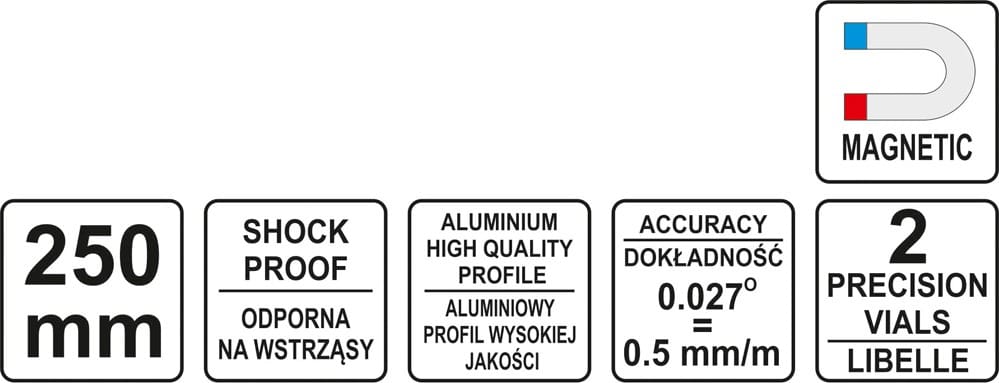 MAGNETIC
250
mm
SHOCK
PROOF
ODPORNA
NA WSTRZĄSY
ALUMINIUM
HIGH QUALITY
PROFILE
ALUMINIOWY
PROFIL WYSOKIEJ
JAKOŚCI
ACCURACY
DOKŁADNOŚĆ
0.027°
=
0.5 mm/m
2
PRECISION
VIALS
LIBELLE